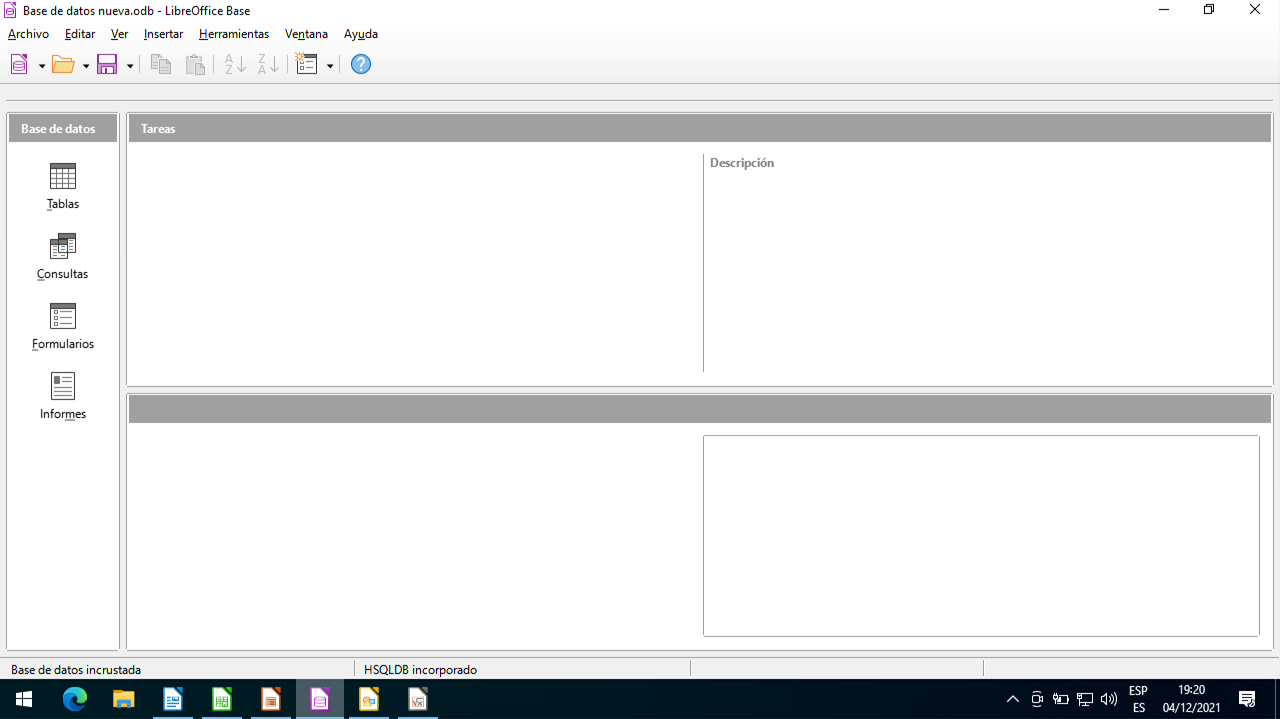 Base de datos nueva.odb - LibreOffice Base
Archivo Editar Ver Insertar Herramientas Ventana Ayuda
Base de datos
Tareas
Descripción
Tablas
Consultas
Formularios
Informes
Base de datos incrustada
HSQLDB incorporado
ESP
ES
19:20
04/12/2021